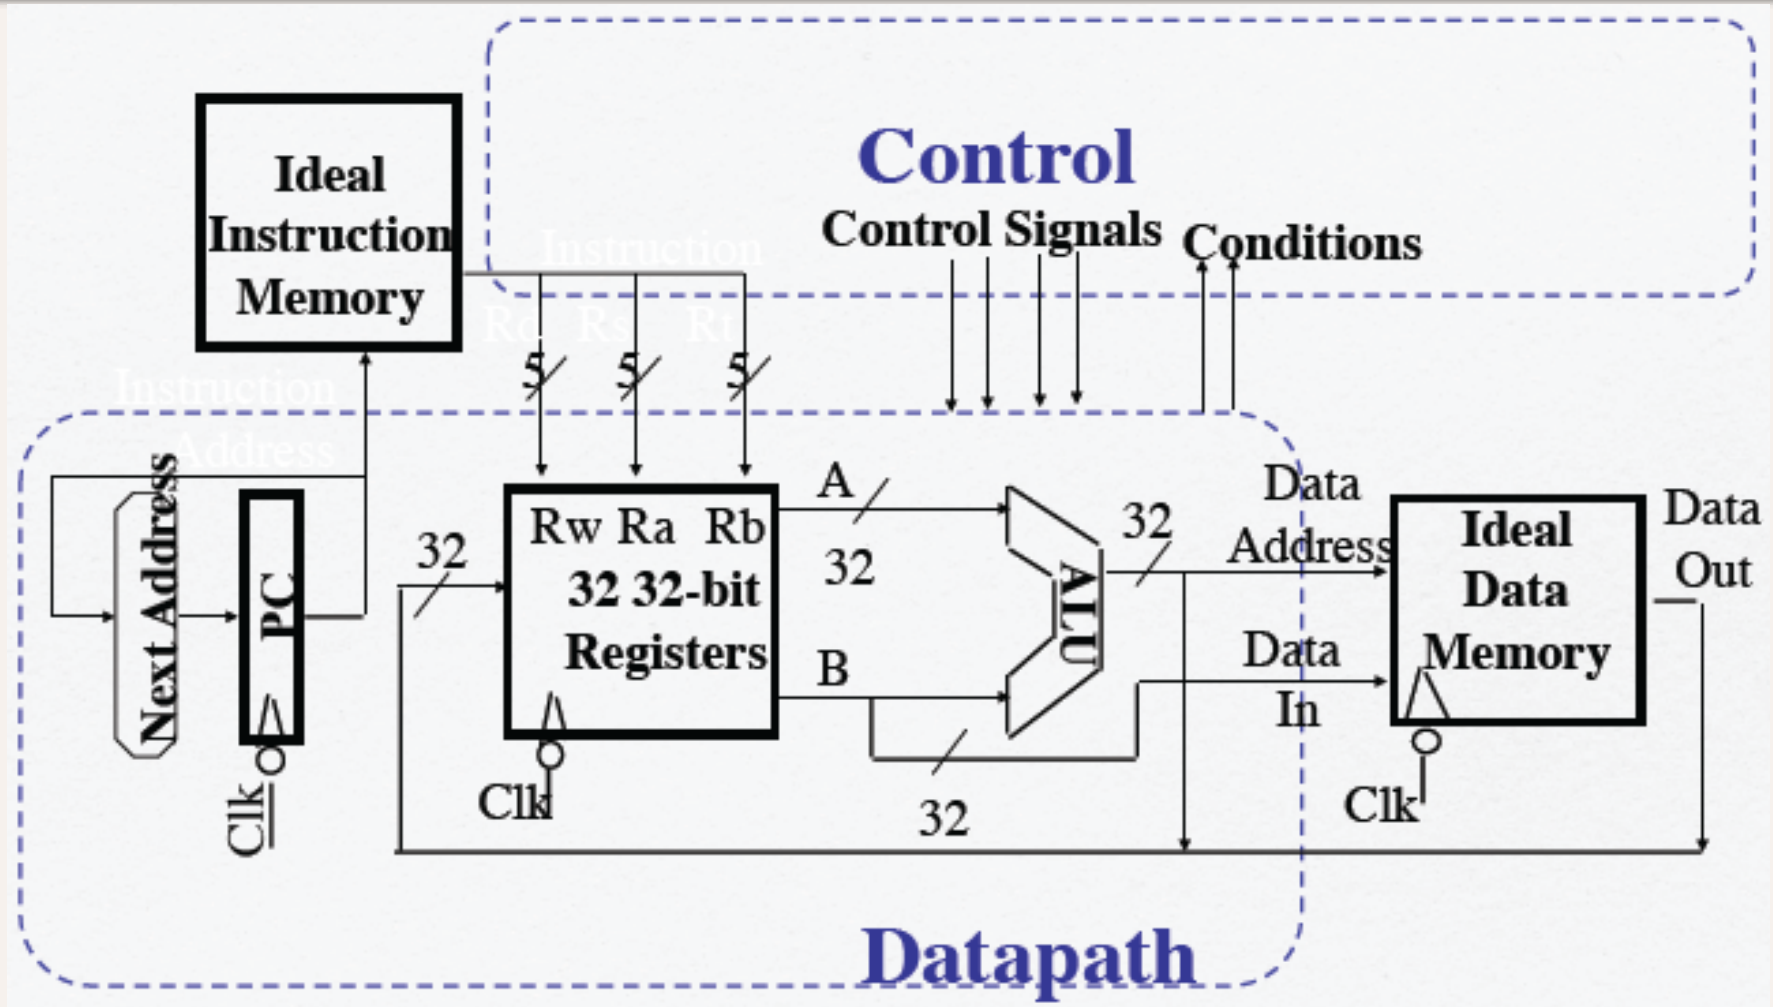 Control
Control Signals
Conditions
Ideal
Instruction
Memory
Instruction
Rd Rs Rt
5 5 5
Instruction
Address
Next Address
PC
Clk
32
Rw Ra Rb
32 32-bit
Registers
Clk
A
32
B
32
ALU
32
Data
Address
Data
In
Ideal
Data
Memory
Clk
Data
Out
Datapath